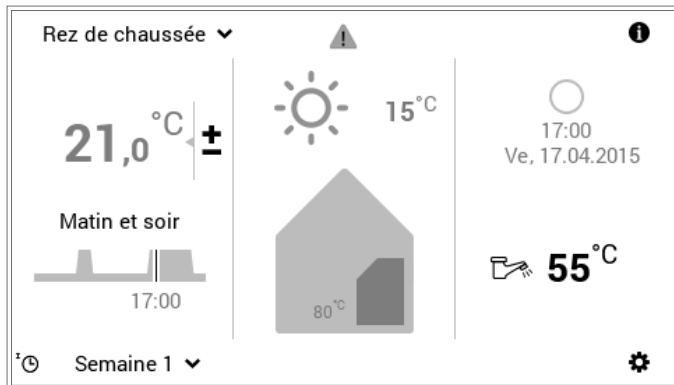 Rez de chaussée
21,0 °C
±
Matin et soir
17:00
15 °C
80 °C
17:00
Ve, 17.04.2015
55 °C
Semaine 1